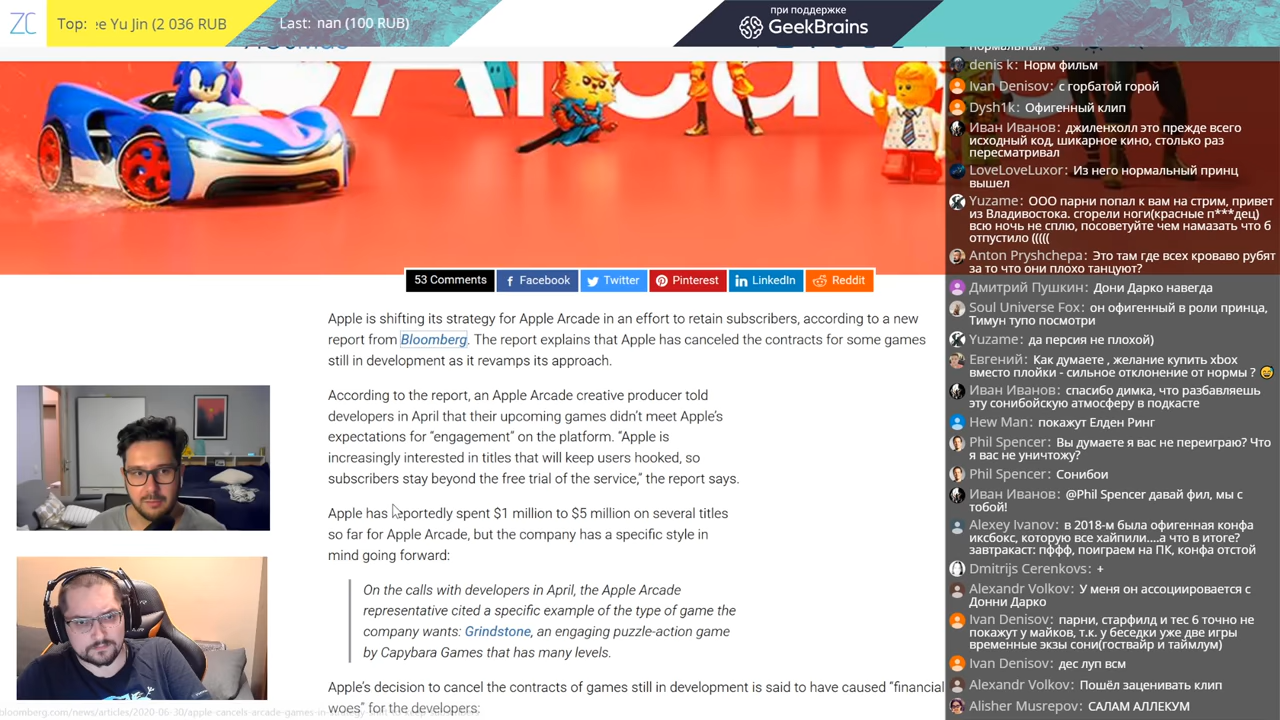 ZC
Top: ee Yu Jin (2 036 RUB
Last: nan (100 RUB)
при поддержке
GeekBrains
53 Comments
Facebook
Twitter
Pinterest
LinkedIn
Reddit
Apple is shifting its strategy for Apple Arcade in an effort to retain subscribers, according to a new
report from Bloomberg. The report explains that Apple has canceled the contracts for some games
still in development as it revamps its approach.
According to the report, an Apple Arcade creative producer told
developers in April that their upcoming games didn’t meet Apple’s
expectations for “engagement” on the platform. “Apple is
increasingly interested in titles that will keep users hooked, so
subscribers stay beyond the free trial of the service,” the report says.
Apple has reportedly spent $1 million to $5 million on several titles
so far for Apple Arcade, but the company has a specific style in
mind going forward:
On the calls with developers in April, the Apple Arcade
representative cited a specific example of the type of game the
company wants: Grindstone, an engaging puzzle-action game
by Capybara Games that has many levels.
Apple’s decision to cancel the contracts of games still in development is said to have caused “financial
woes” for the developers:
bloomberg.com/news/articles/2020-06-30/apple-cancels-arcade-games-in-strategy
нормальный
denis k: Норм фильм
Ivan Denisov: с горбатой горой
Dysh1k: Офигенный клип
Иван Иванов: джиленхолл это прежде всего
исходный код, шикарное кино, столько раз
пересматривал
LoveLoveLuxor: Из него нормальный принц
вышел
Yuzame: ООО парни попал к вам на стрим, привет
из Владивостока. сгорели ноги(красные п***дец)
всю ночь не сплю, посоветуйте чем намазать что б
отпустило (((((
Anton Pryshchepa: Это там где всех кроваво рубят
за то что они плохо танцуют?
Дмитрий Пушкин: Дони Дарко навегда
Soul Universe Fox: он офигенный в роли принца,
Тимун тупо посмотри
Yuzame: да персия не плохой)
Евгений: Как думаете , желание купить xbox
вместо плойки - сильное отклонение от нормы ? 😅
Иван Иванов: спасибо димка, что разбавляешь
эту сонибойскую атмосферу в подкасте
Hew Man: покажут Елден Ринг
Phil Spencer: Вы думаете я вас не переиграю? Что
я вас не уничтожу?
Phil Spencer: Сонибои
Иван Иванов: @Phil Spencer давай фил, мы с
тобой!
Alexey Ivanov: в 2018-м была офигенная конфа
иксбокс, которую все хайпили....а что в итоге?
завтракаст: пффф, поиграем на ПК, конфа отстой
Dmitrijs Cerenkovs: +
Alexandr Volkov: У меня он ассоциировается с
Донни Дарко
Ivan Denisov: парни, старфилд и тес 6 точно не
покажут у майков, т.к. у беседки уже две игры
временные экзы сони(гоствайр и таймлум)
Ivan Denisov: дес луп всм
Alexandr Volkov: Пошёл заценивать клип
Alisher Musrepov: САЛАМ АЛЛЕКУМ